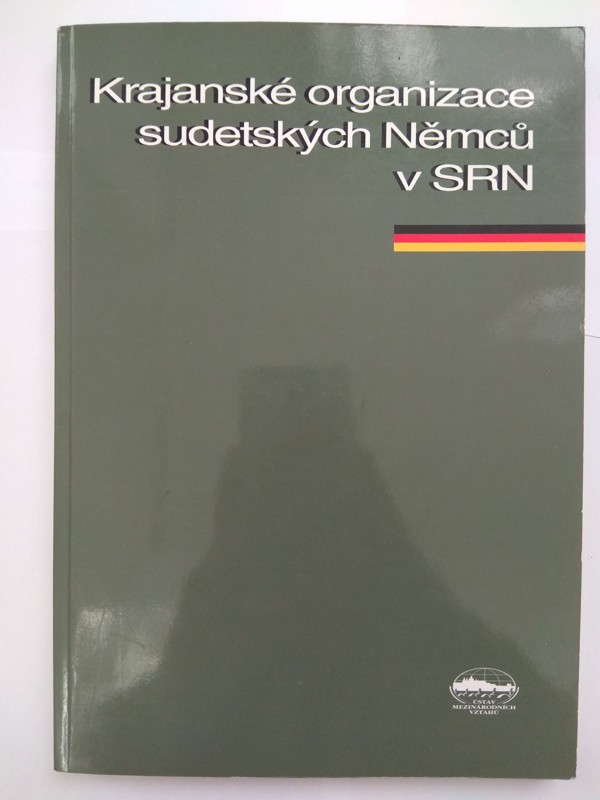 Krajanské organizace
sudetských Němců
v SRN
ÚSTAV
MEZINÁRODNÍCH
VZTAHŮ